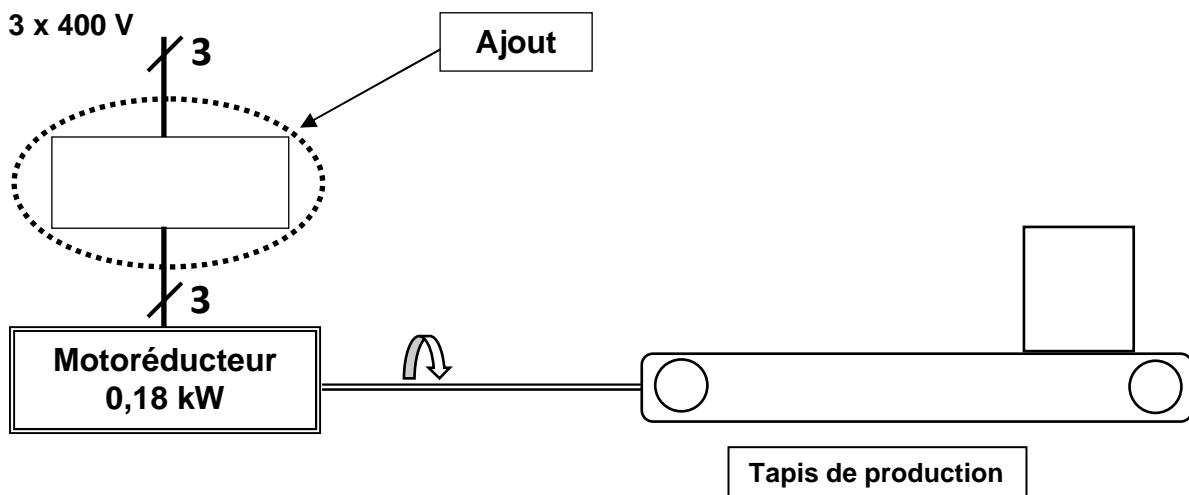 3 x 400 V
3
Ajout
3
Motoréducteur
0,18 kW
Tapis de production